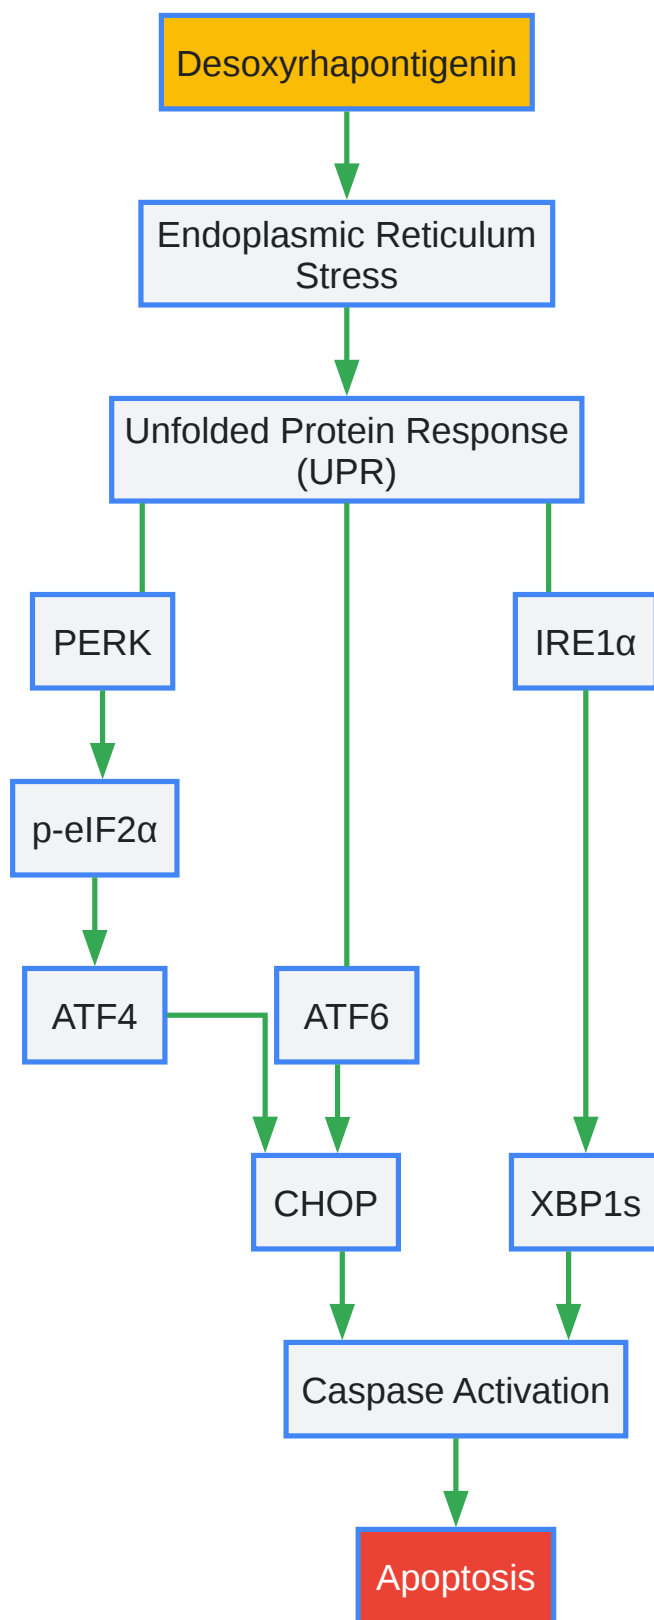 Desoxyrhapontigenin
Endoplasmic Reticulum
Stress
Unfolded Protein Response
(UPR)
PERK
IRE1α
p-eIF2α
ATF4
ATF6
CHOP
XBP1s
Caspase Activation
Apoptosis